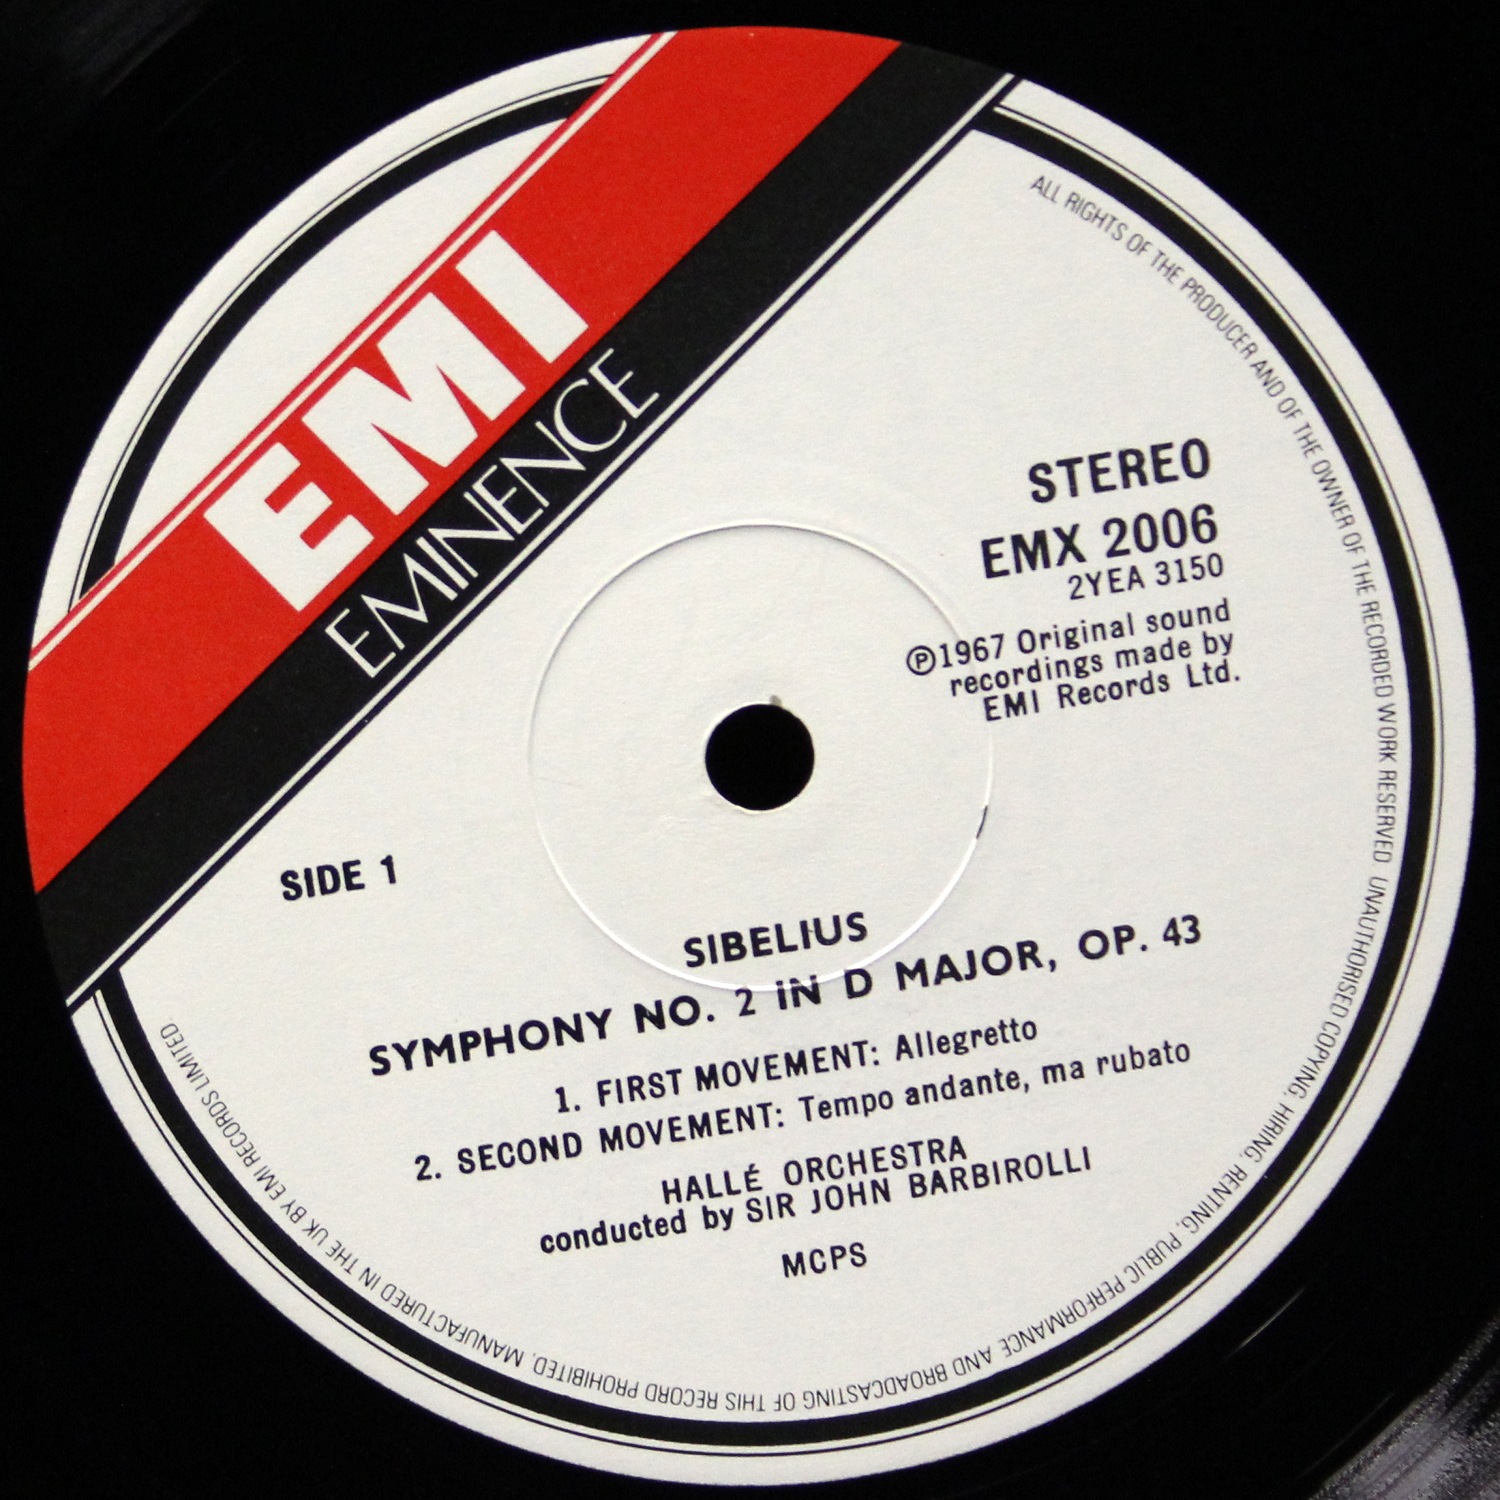 EMI
EMINENCE
STEREO
EMX 2006
2YEA 3150
Ⓟ1967 Original sound
recordings made by
EMI Records Ltd.
SIDE 1
SIBELIUS
SYMPHONY NO. 2 IN D MAJOR, OP. 43
1. FIRST MOVEMENT: Allegretto
2. SECOND MOVEMENT: Tempo andante, ma rubato
HALLÉ ORCHESTRA
conducted by SIR JOHN BARBIROLLI
MCPS
ALL RIGHTS OF THE PRODUCER AND OF THE OWNER OF THE RECORDED WORK RESERVED. UNAUTHORISED COPYING, HIRING, RENTING, PUBLIC PERFORMANCE AND BROADCASTING OF THIS RECORD PROHIBITED. MANUFACTURED IN THE UK BY EMI RECORDS LIMITED.